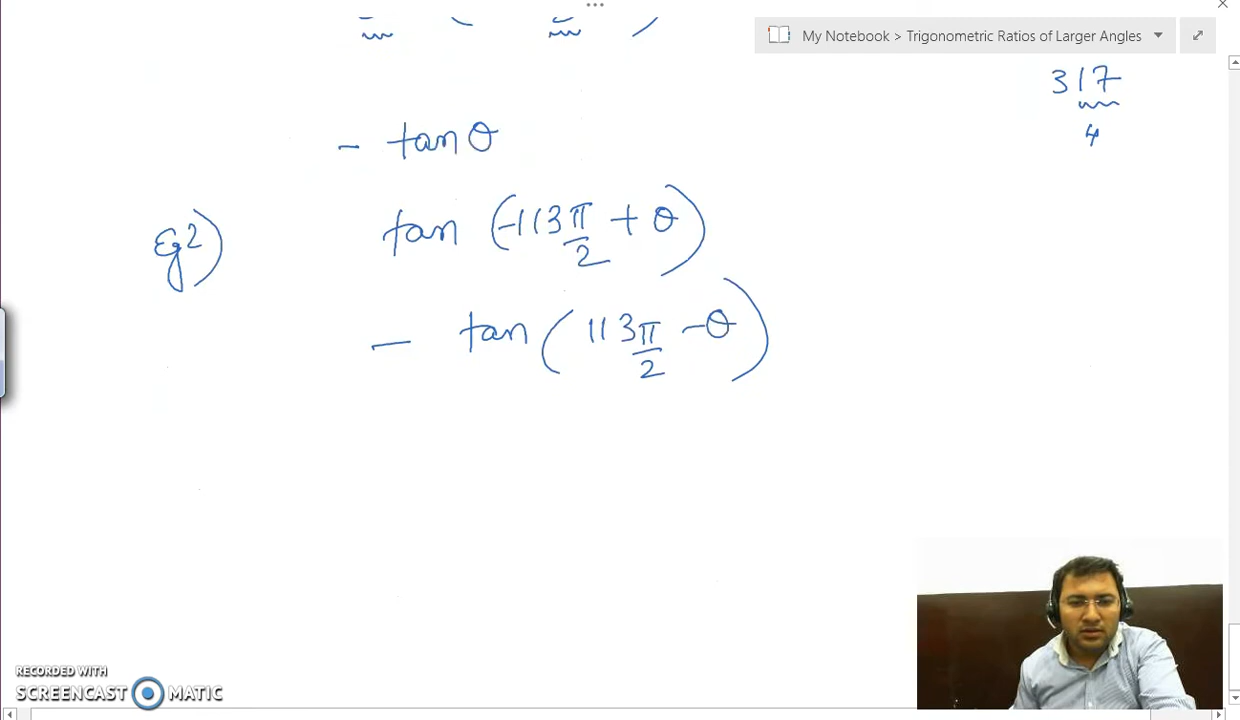 My Notebook > Trigonometric Ratios of Larger Angles
317
4
- tanθ
eg2) tan (-113π/2 + θ)
- tan (113π/2 - θ)
RECORDED WITH
SCREENCAST MATIC